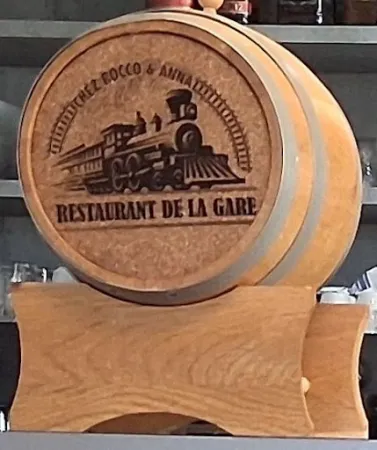 CHEZ ROCCO & ANNA
RESTAURANT DE LA GARE